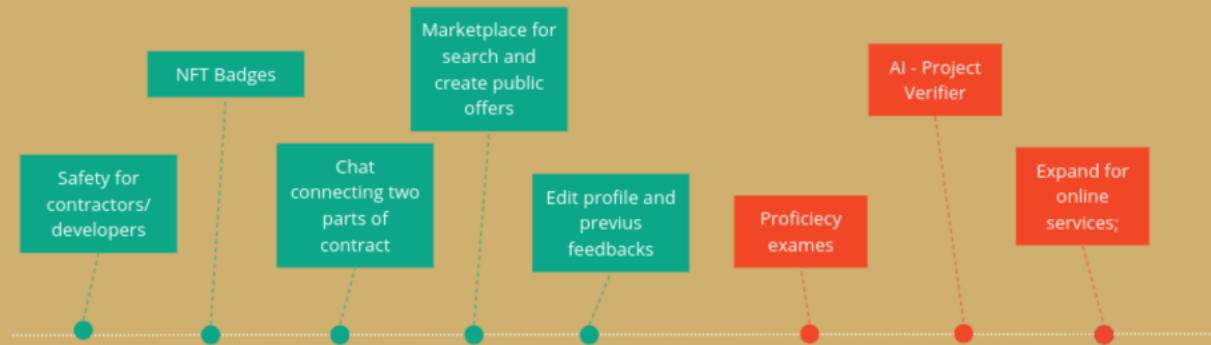 Safety for
contractors/
developers
NFT Badges
Chat
connecting two
parts of
contract
Marketplace for
search and
create public
offers
Edit profile and
previus
feedbacks
Proficiecy
exames
AI - Project
Verifier
Expand for
online
services;